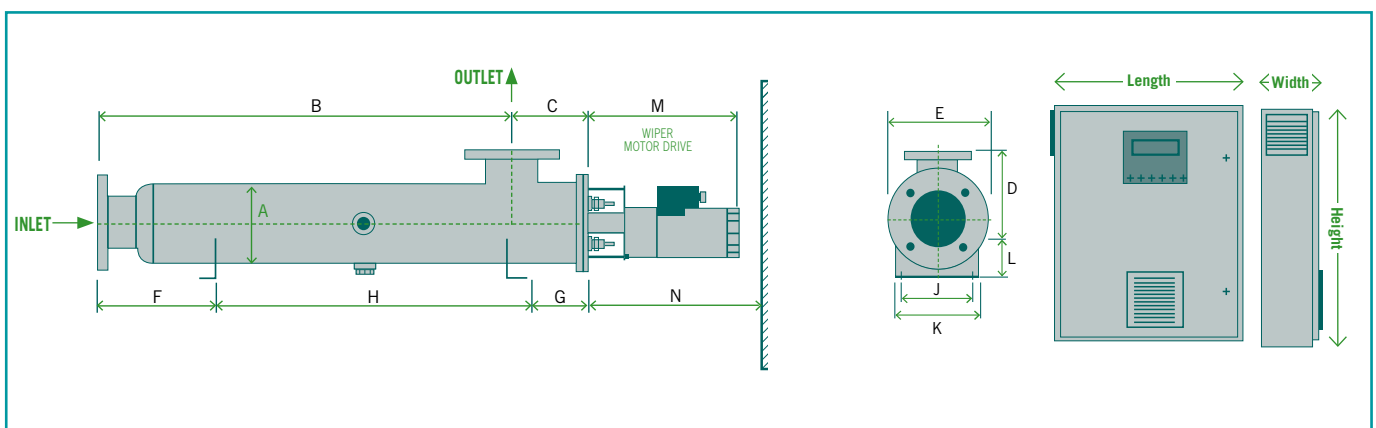 OUTLET
B
C
M
WIPER
MOTOR DRIVE
A
INLET
F
H
G
N
E
D
L
J
K
Length
Width
Height